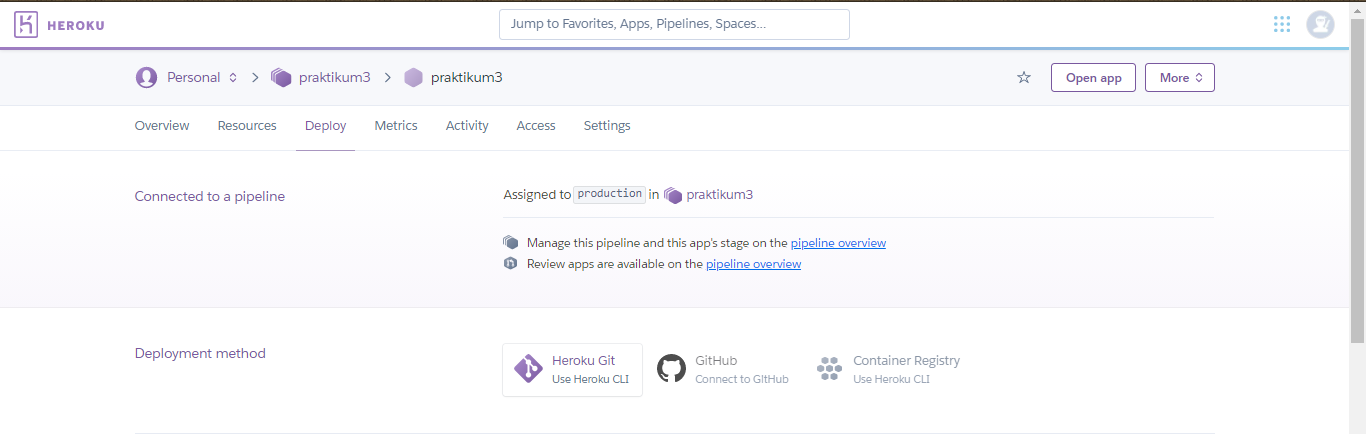 HEROKU
Jump to Favorites, Apps, Pipelines, Spaces...
Personal praktikum3 praktikum3
Open app
More
Overview Resources Deploy Metrics Activity Access Settings
Connected to a pipeline
Assigned to production in praktikum3
Manage this pipeline and this app's stage on the pipeline overview
Review apps are available on the pipeline overview
Deployment method
Heroku Git
Use Heroku CLI
GitHub
Connect to GitHub
Container Registry
Use Heroku CLI